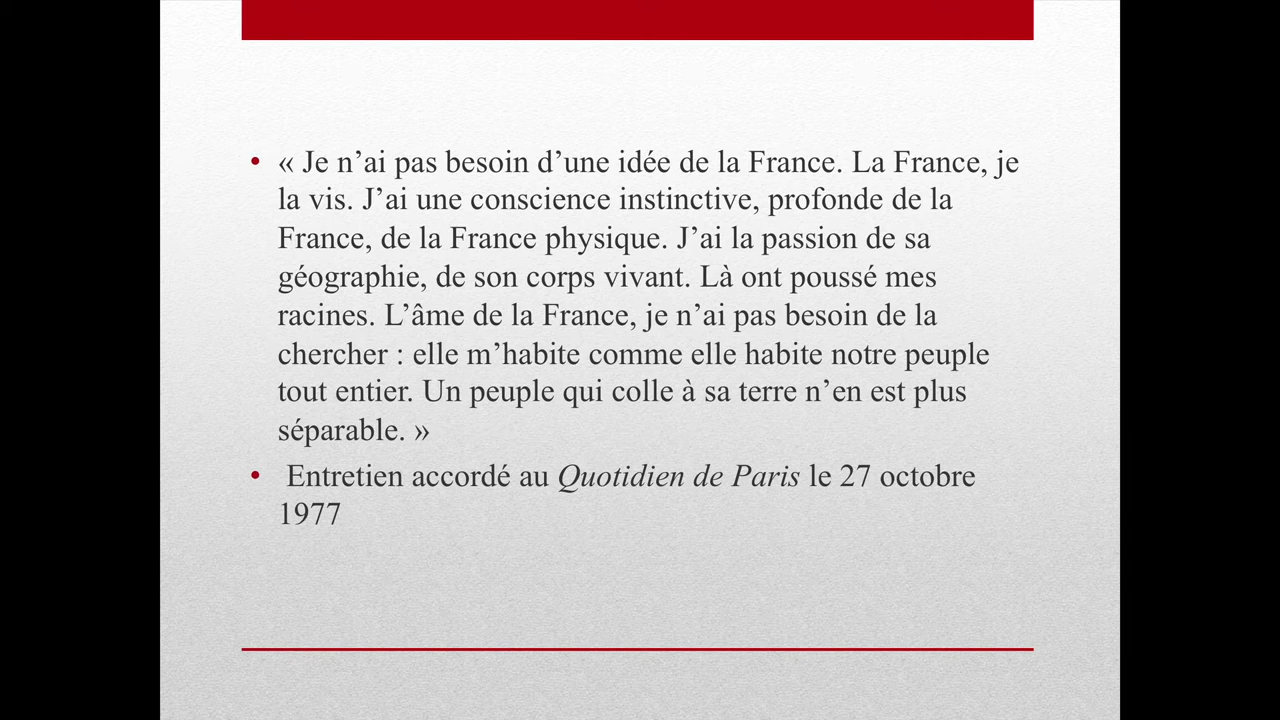 • « Je n’ai pas besoin d’une idée de la France. La France, je
la vis. J’ai une conscience instinctive, profonde de la
France, de la France physique. J’ai la passion de sa
géographie, de son corps vivant. Là ont poussé mes
racines. L’âme de la France, je n’ai pas besoin de la
chercher : elle m’habite comme elle habite notre peuple
tout entier. Un peuple qui colle à sa terre n’en est plus
séparable. »
• Entretien accordé au Quotidien de Paris le 27 octobre
1977